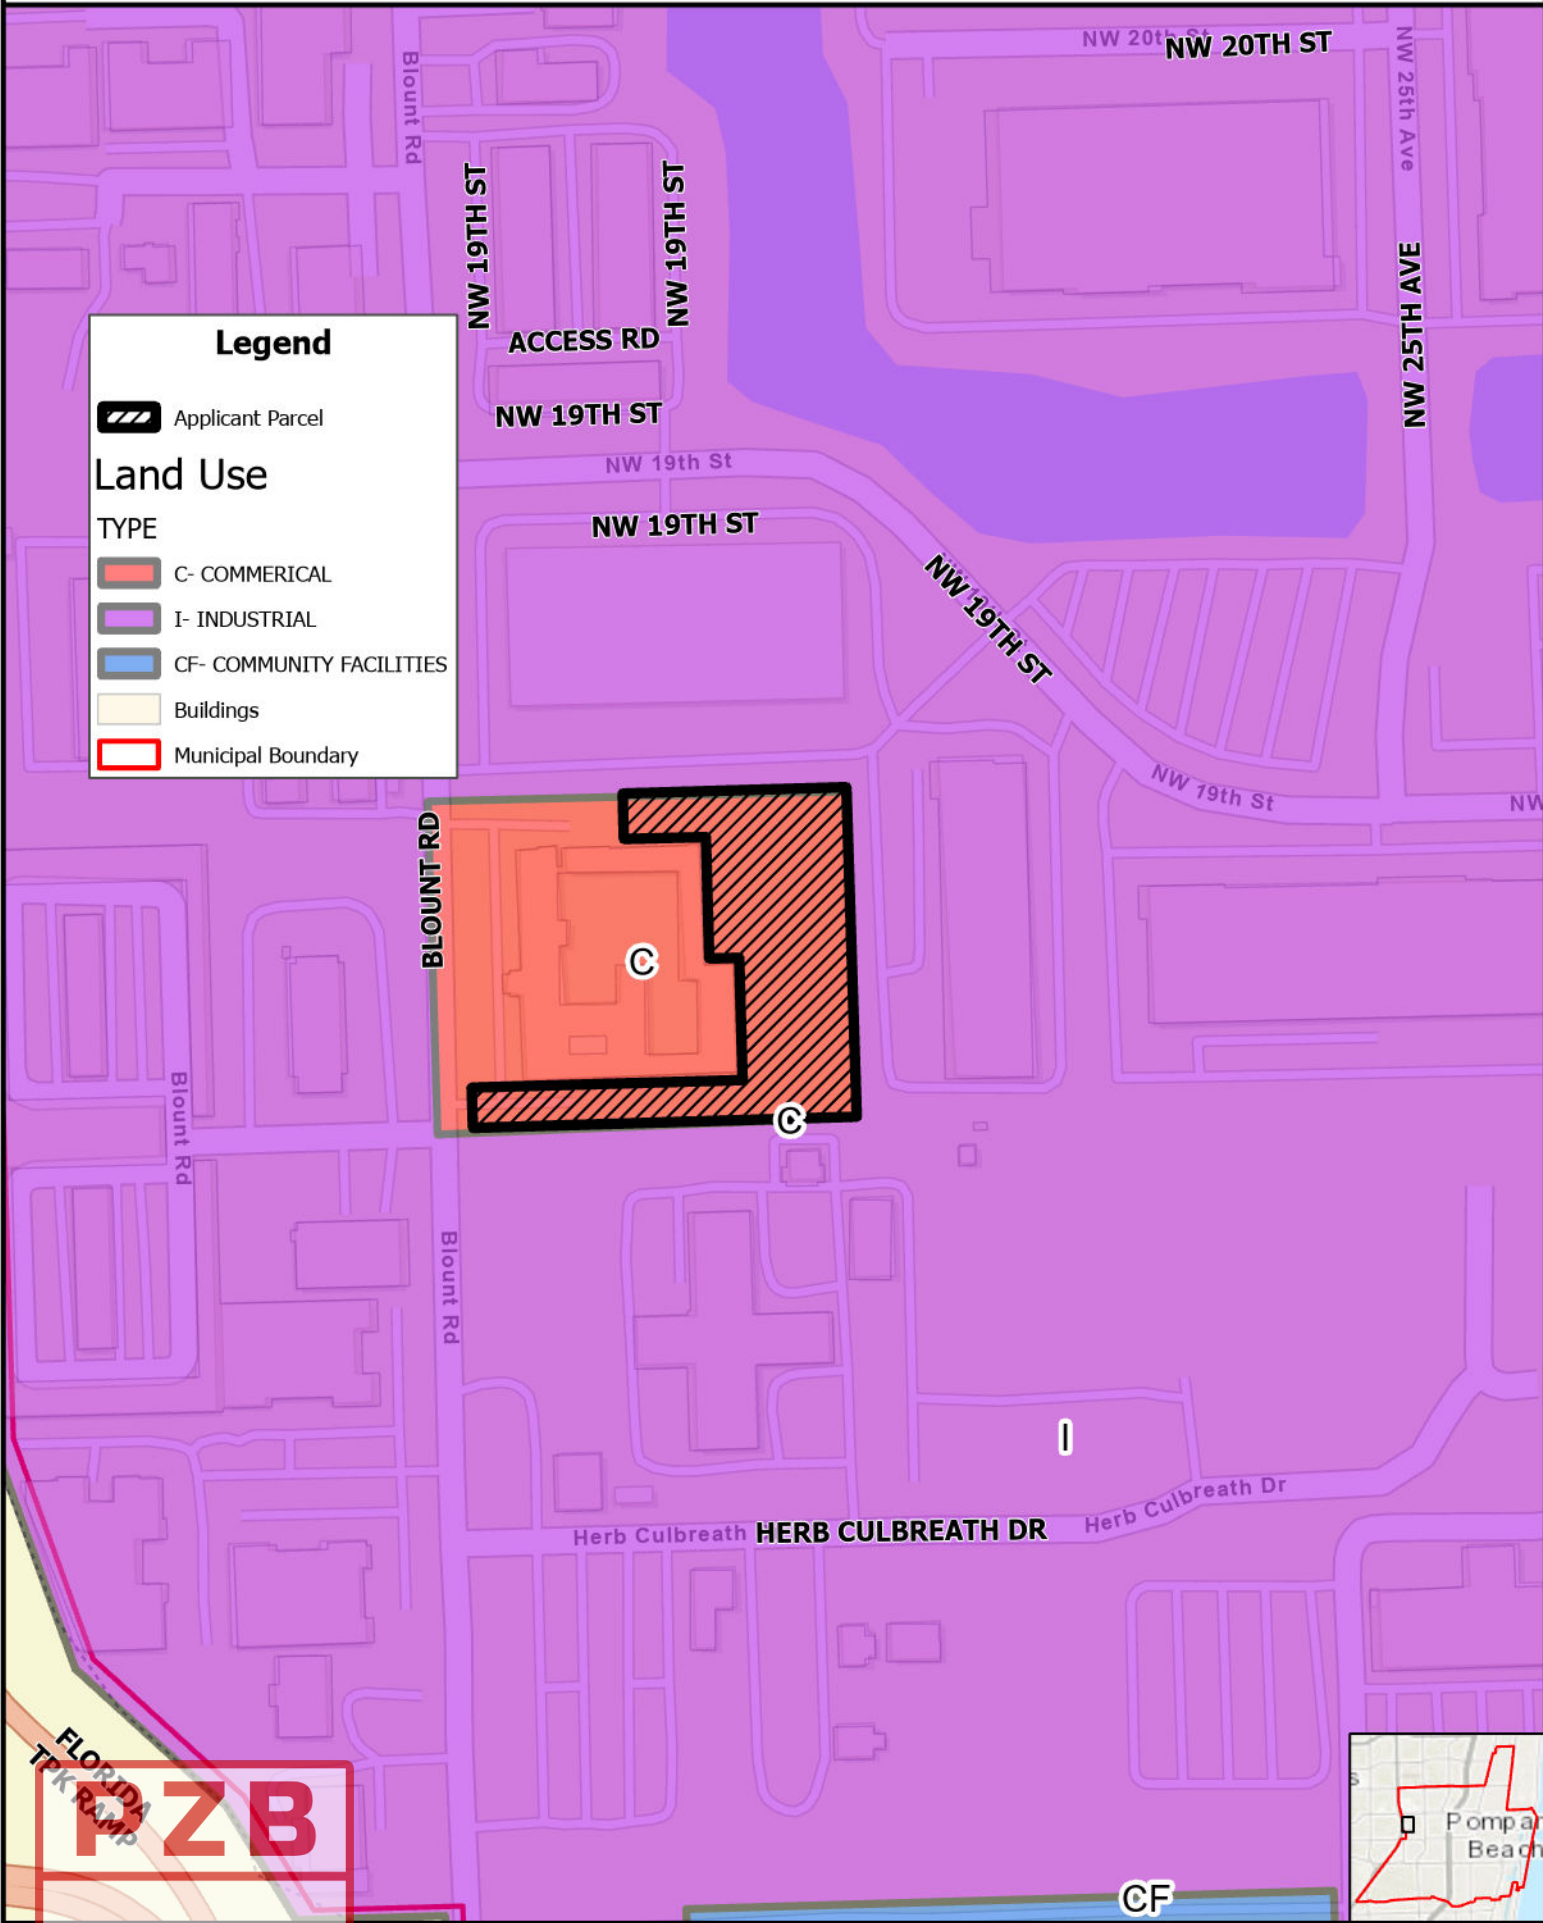 NW 20th St
NW 20TH ST
Blount Rd
NW 25th Ave
NW 19TH ST
NW 19TH ST
NW 25TH AVE
ACCESS RD
NW 19TH ST
NW 19th St
NW 19TH ST
NW 19TH ST
NW 19th St
NW
Legend
Applicant Parcel
Land Use
TYPE
C- COMMERICAL
I- INDUSTRIAL
CF- COMMUNITY FACILITIES
Buildings
Municipal Boundary
BLOUNT RD
C
C
Blount Rd
Blount Rd
I
Herb Culbreath
HERB CULBREATH DR
Herb Culbreath Dr
FLORIDA
TPK RAMP
PZB
CF
s
Pompan
Beach